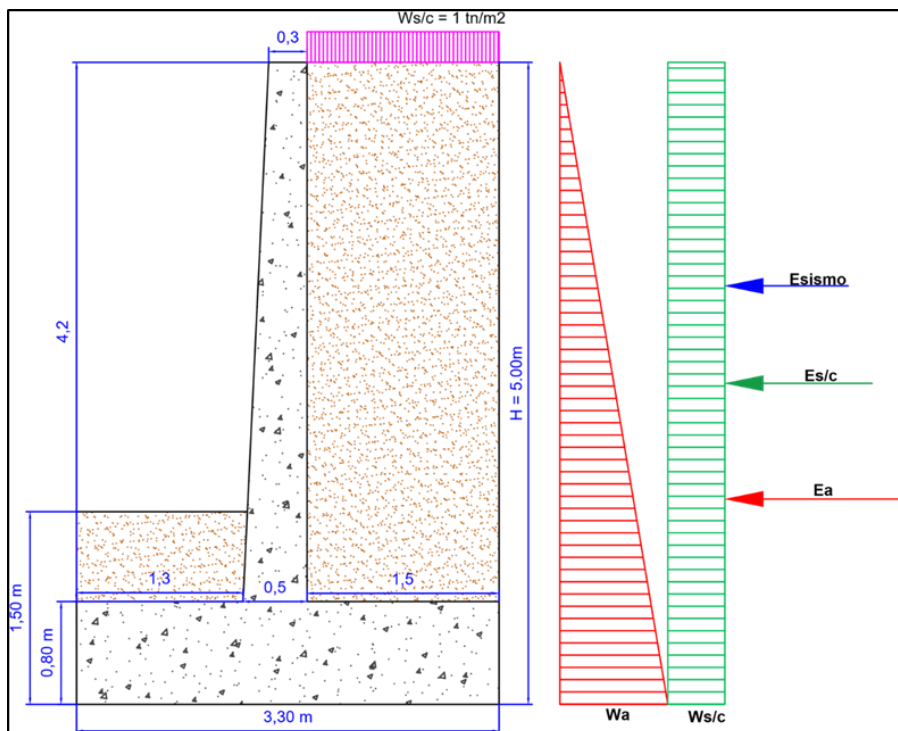 Ws/c = 1 tn/m2
0,3
4,2
H = 5.00m
Esismo
Es/c
Ea
1,50 m
1,3
0,5
1,5
0,80 m
3,30 m
Wa
Ws/c